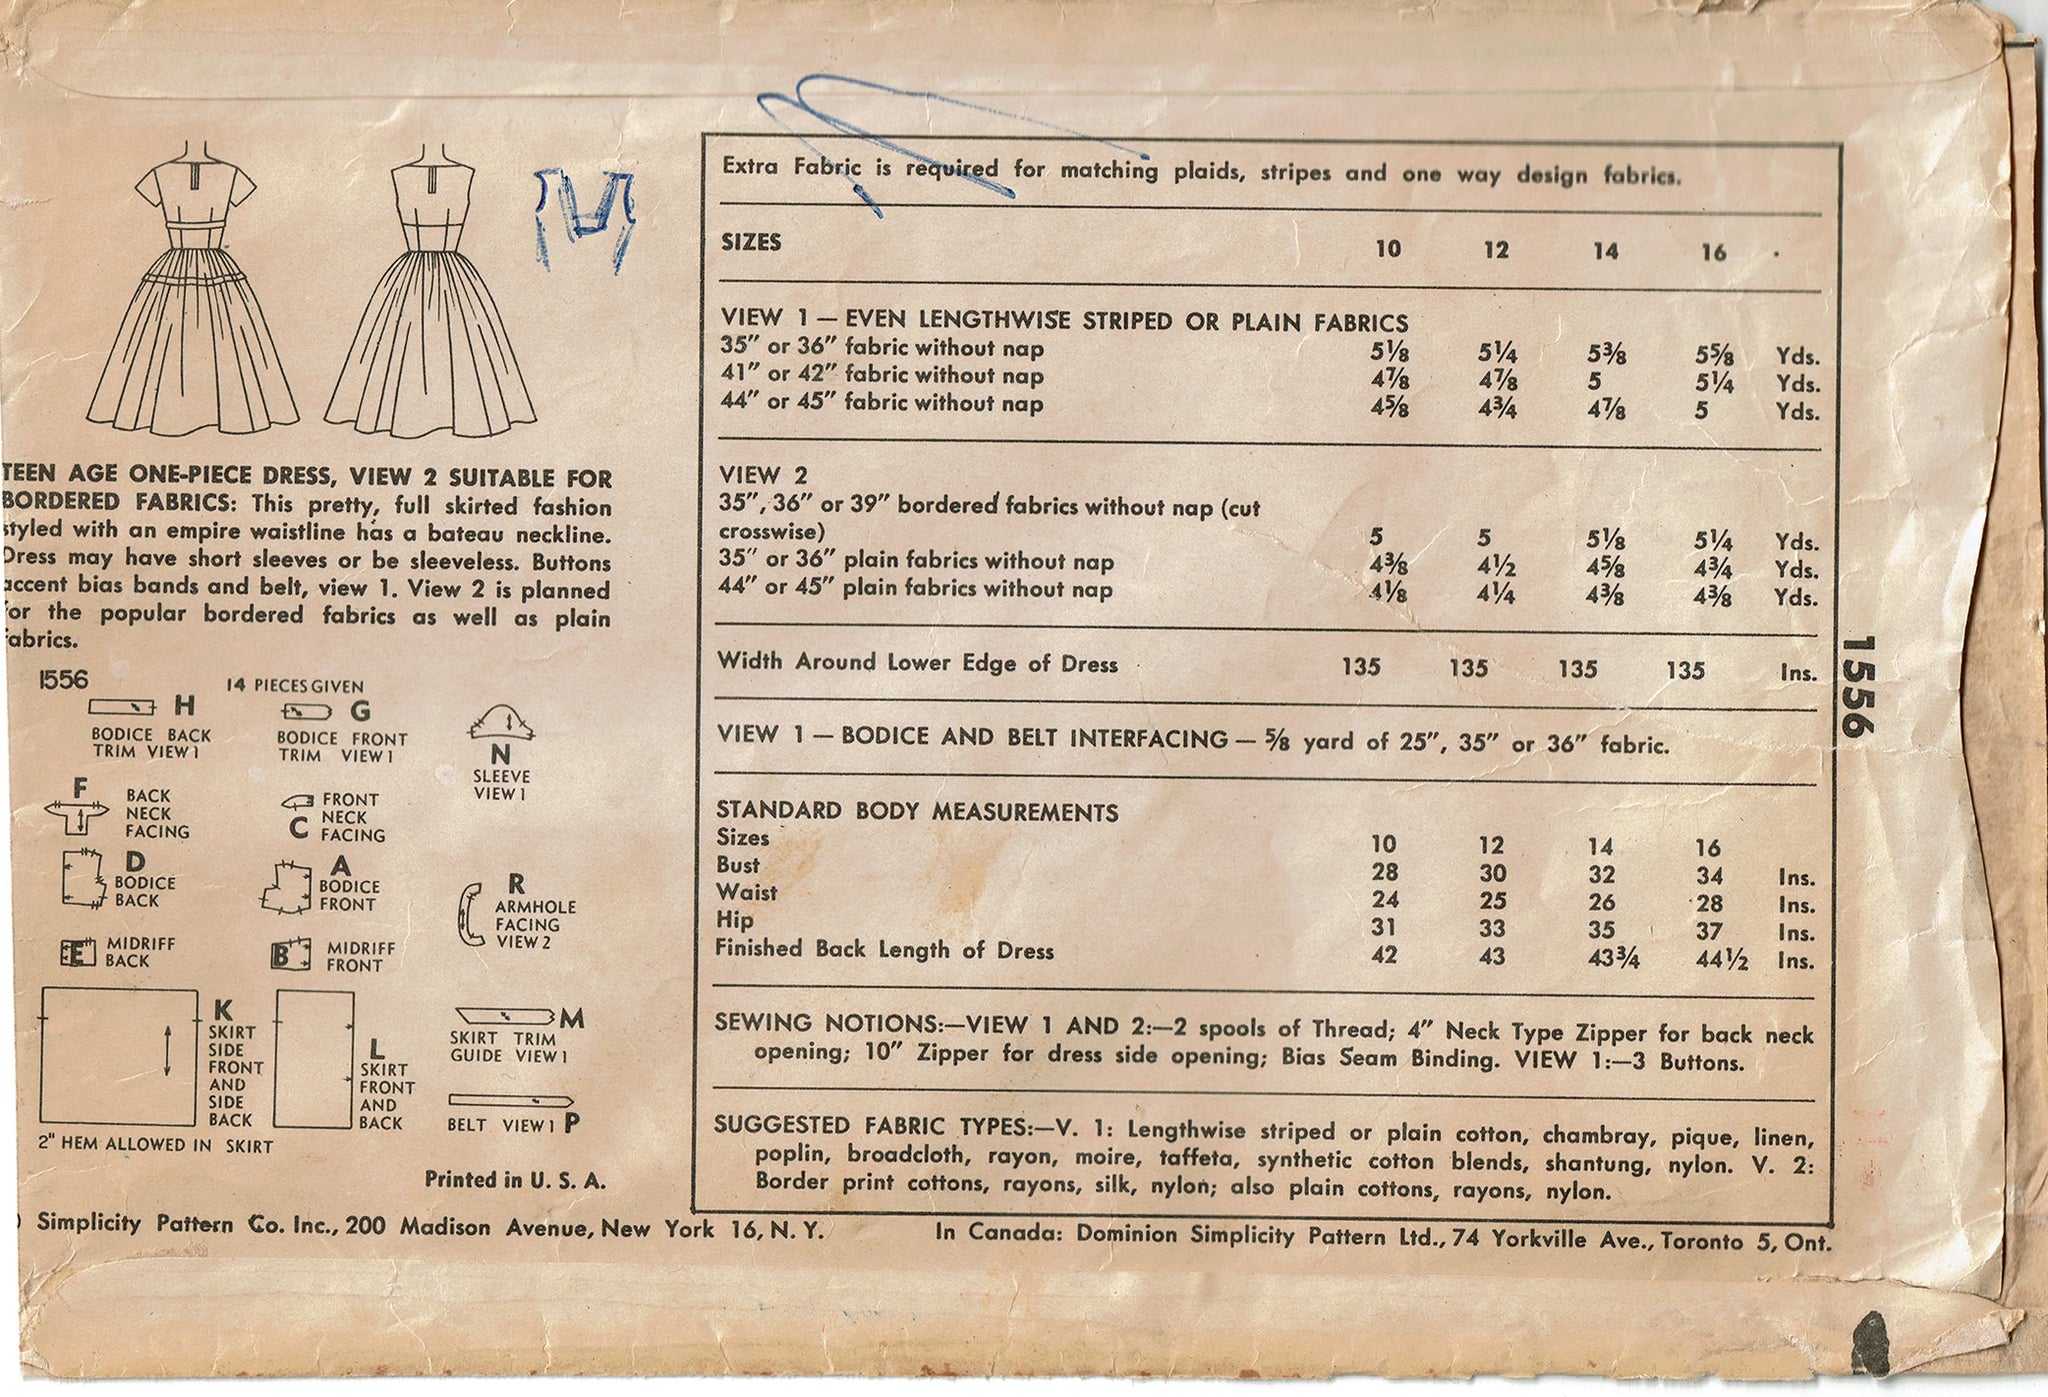 TEEN AGE ONE-PIECE DRESS, VIEW 2 SUITABLE FOR
BORDERED FABRICS: This pretty, full skirted fashion
styled with an empire waistline has a bateau neckline.
Dress may have short sleeves or be sleeveless. Buttons
accent bias bands and belt, view 1. View 2 is planned
for the popular bordered fabrics as well as plain
fabrics.
1556
14 PIECES GIVEN
H
BODICE BACK
TRIM VIEW 1
G
BODICE FRONT
TRIM VIEW 1
N
SLEEVE
VIEW 1
F
BACK
NECK
FACING
C
FRONT
NECK
FACING
D
BODICE
BACK
A
BODICE
FRONT
R
ARMHOLE
FACING
VIEW 2
E
MIDRIFF
BACK
B
MIDRIFF
FRONT
K
SKIRT
SIDE
FRONT
AND
SIDE
BACK
L
SKIRT
FRONT
AND
BACK
M
SKIRT TRIM
GUIDE VIEW 1
BELT VIEW 1 P
2" HEM ALLOWED IN SKIRT
Printed in U. S. A.
Extra Fabric is required for matching plaids, stripes and one way design fabrics.
SIZES 10 12 14 16
VIEW 1 — EVEN LENGTHWISE STRIPED OR PLAIN FABRICS
35" or 36" fabric without nap 5⅛ 5¼ 5⅜ 5⅝ Yds.
41" or 42" fabric without nap 4⅞ 4⅞ 5 5¼ Yds.
44" or 45" fabric without nap 4⅝ 4¾ 4⅞ 5 Yds.
VIEW 2
35", 36" or 39" bordered fabrics without nap (cut
crosswise) 5 5 5⅛ 5¼ Yds.
35" or 36" plain fabrics without nap 4⅜ 4½ 4⅝ 4¾ Yds.
44" or 45" plain fabrics without nap 4⅛ 4¼ 4⅜ 4⅜ Yds.
Width Around Lower Edge of Dress 135 135 135 135 Ins.
VIEW 1 — BODICE AND BELT INTERFACING — ⅝ yard of 25", 35" or 36" fabric.
STANDARD BODY MEASUREMENTS
Sizes 10 12 14 16
Bust 28 30 32 34 Ins.
Waist 24 25 26 28 Ins.
Hip 31 33 35 37 Ins.
Finished Back Length of Dress 42 43 43¾ 44½ Ins.
SEWING NOTIONS:—VIEW 1 AND 2:—2 spools of Thread; 4" Neck Type Zipper for back neck
opening; 10" Zipper for dress side opening; Bias Seam Binding. VIEW 1:—3 Buttons.
SUGGESTED FABRIC TYPES:—V. 1: Lengthwise striped or plain cotton, chambray, pique, linen,
poplin, broadcloth, rayon, moire, taffeta, synthetic cotton blends, shantung, nylon. V. 2:
Border print cottons, rayons, silk, nylon; also plain cottons, rayons, nylon.
1556
Simplicity Pattern Co. Inc., 200 Madison Avenue, New York 16, N. Y. In Canada: Dominion Simplicity Pattern Ltd., 74 Yorkville Ave., Toronto 5, Ont.